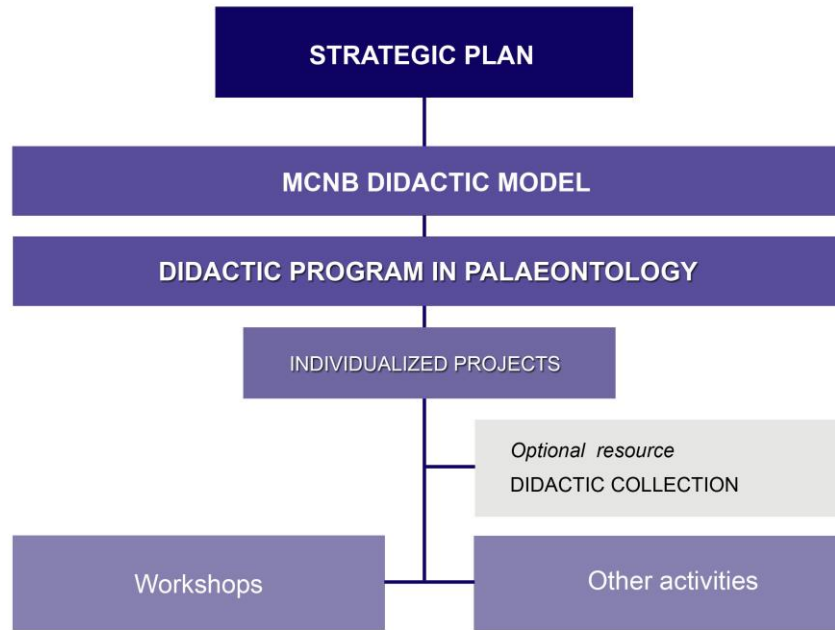 STRATEGIC PLAN
MCNB DIDACTIC MODEL
DIDACTIC PROGRAM IN PALAEONTOLOGY
INDIVIDUALIZED PROJECTS
Optional resource
DIDACTIC COLLECTION
Workshops
Other activities